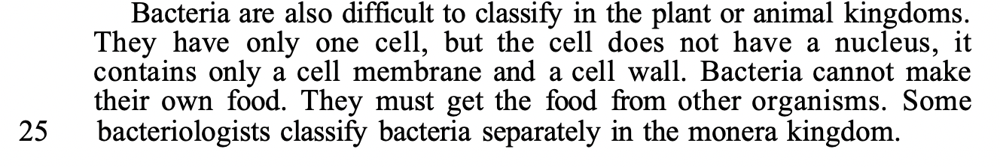 Bacteria are also difficult to classify in the plant or animal kingdoms.
They have only one cell, but the cell does not have a nucleus, it
contains only a cell membrane and a cell wall. Bacteria cannot make
their own food. They must get the food from other organisms. Some
25 bacteriologists classify bacteria separately in the monera kingdom.